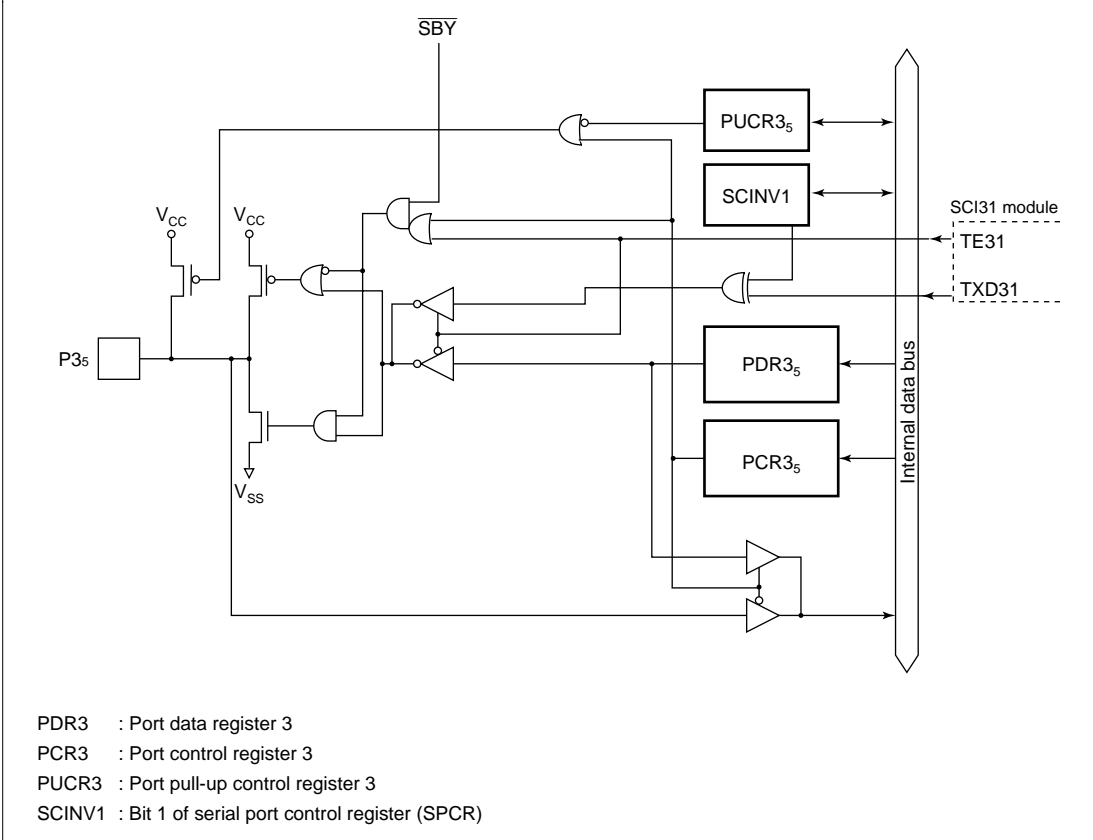 SBY
PUCR3₅
SCINV1
SCI31 module
TE31
TXD31
V_CC
V_CC
P3₅
PDR3₅
PCR3₅
Internal data bus
V_SS
PDR3 : Port data register 3
PCR3 : Port control register 3
PUCR3 : Port pull-up control register 3
SCINV1 : Bit 1 of serial port control register (SPCR)